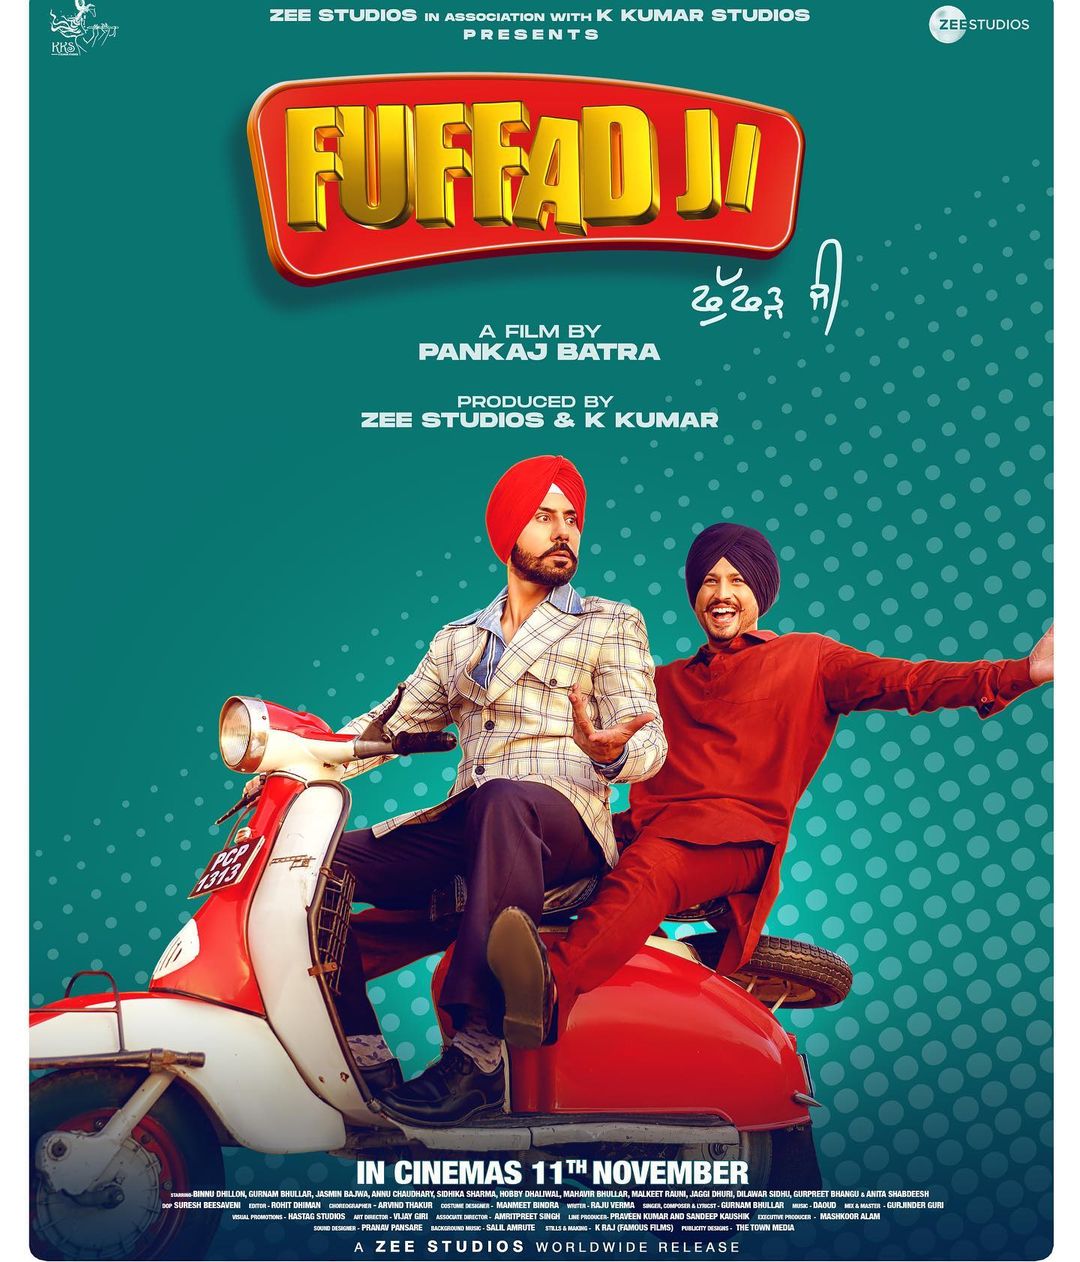 KKS
ZEE STUDIOS IN ASSOCIATION WITH K KUMAR STUDIOS
PRESENTS
ZEE STUDIOS
FUFFAD JI
ਫੁੱਫੜ ਜੀ
A FILM BY
PANKAJ BATRA
PRODUCED BY
ZEE STUDIOS & K KUMAR
PCP
1313
IN CINEMAS 11TH NOVEMBER
STARRING- BINNU DHILLON, GURNAM BHULLAR, JASMIN BAJWA, ANNU CHAUDHARY, SIDHIKA SHARMA, HOBBY DHALIWAL, MAHAVIR BHULLAR, MALKEET RAUNI, JAGGI DHURI, DILAWAR SIDHU, GURPREET BHANGU & ANITA SHABDEESH
DOP SURESH BEESAVENI EDITOR - ROHIT DHIMAN CHOREOGRAPHER - ARVIND THAKUR COSTUME DESIGNER - MANMEET BINDRA WRITER - RAJU VERMA SINGER, COMPOSER & LYRICST - GURNAM BHULLAR MUSIC - DAOUD MIX & MASTER - GURJINDER GURI
VISUAL PROMOTIONS - HASTAG STUDIOS ART DIRECTOR - VIJAY GIRI ASSOCIATE DIRECTOR - AMRITPREET SINGH LINE PRODUCER- PRAVEEN KUMAR AND SANDEEP KAUSHIK EXECUTIVE PRODUCER - MASHKOOR ALAM
SOUND DESIGNER - PRANAV PANSARE BACKGROUND MUSIC - SALIL AMRUTE STILLS & MAKING - K RAJ (FAMOUS FILMS) PUBLICITY DESIGNS - THE TOWN MEDIA
A ZEE STUDIOS WORLDWIDE RELEASE